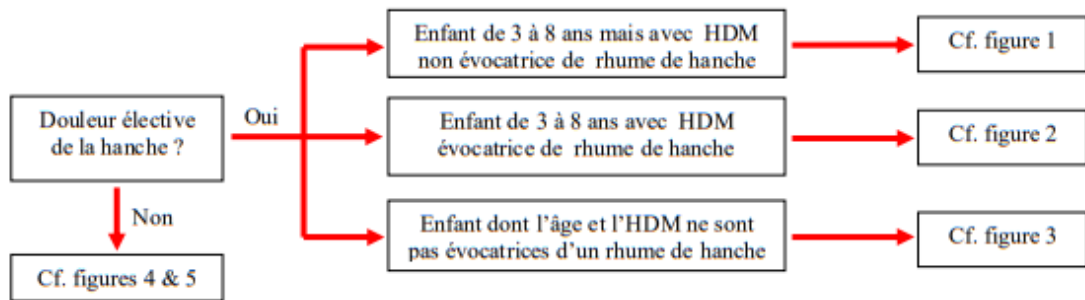 Enfant de 3 à 8 ans mais avec HDM
non évocatrice de rhume de hanche
Cf. figure 1
Douleur élective
de la hanche ?
Oui
Enfant de 3 à 8 ans avec HDM
évocatrice de rhume de hanche
Cf. figure 2
Non
Enfant dont l'âge et l'HDM ne sont
pas évocatrices d'un rhume de hanche
Cf. figure 3
Cf. figures 4 & 5